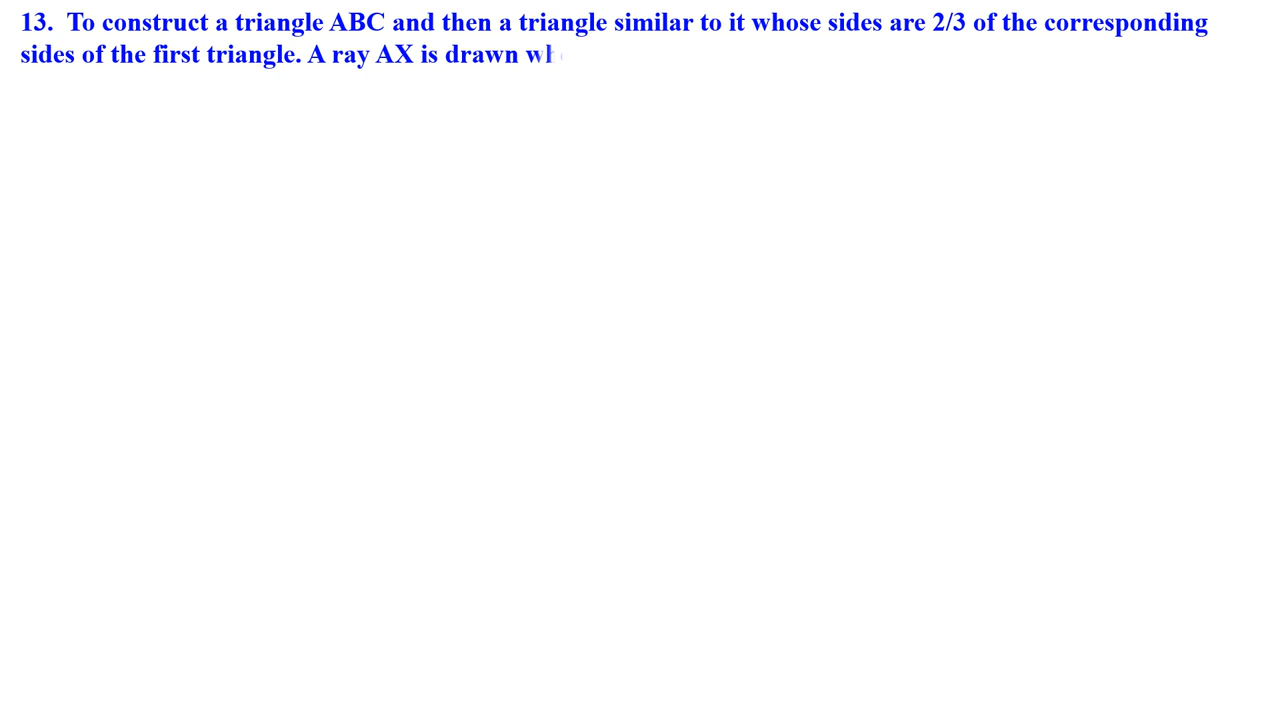 13. To construct a triangle ABC and then a triangle similar to it whose sides are 2/3 of the corresponding
sides of the first triangle. A ray AX is drawn